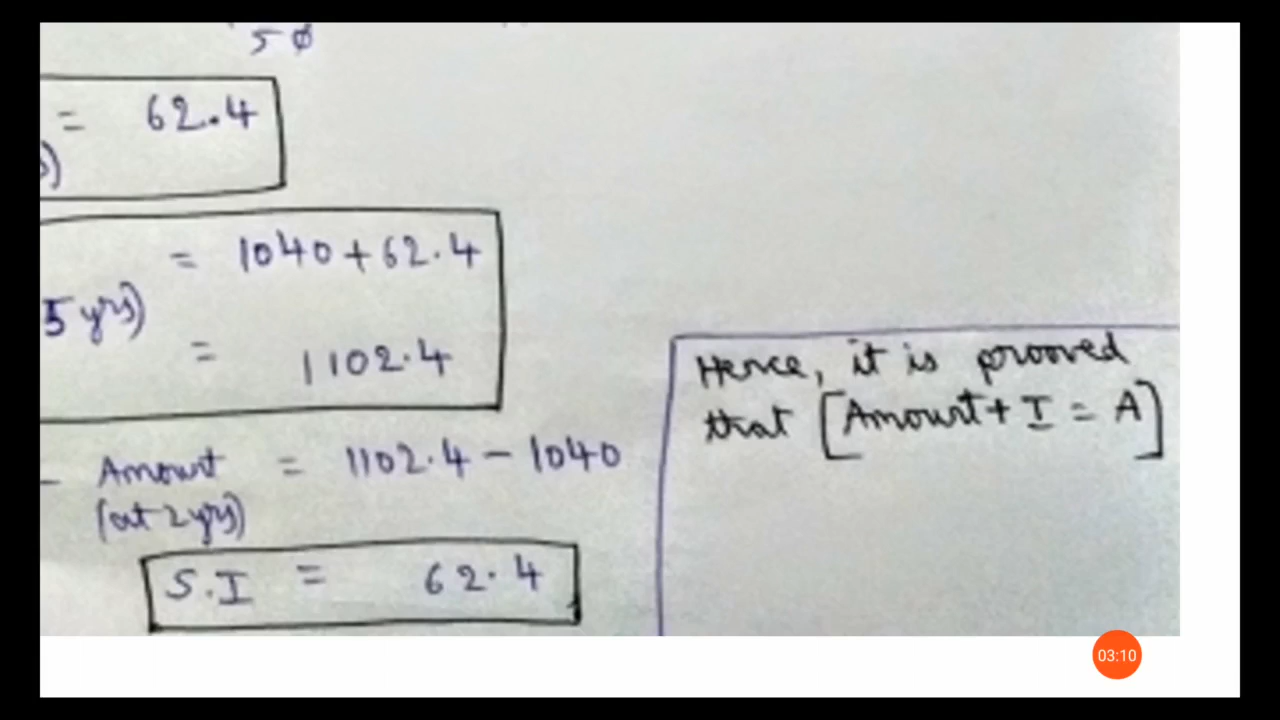 50
= 62.4
)
= 1040 + 62.4
5 yrs)
= 1102.4
Hence, it is prooved
that [Amount + I = A]
- Amount = 1102.4 - 1040
(at 2 yrs)
S.I = 62.4
03:10